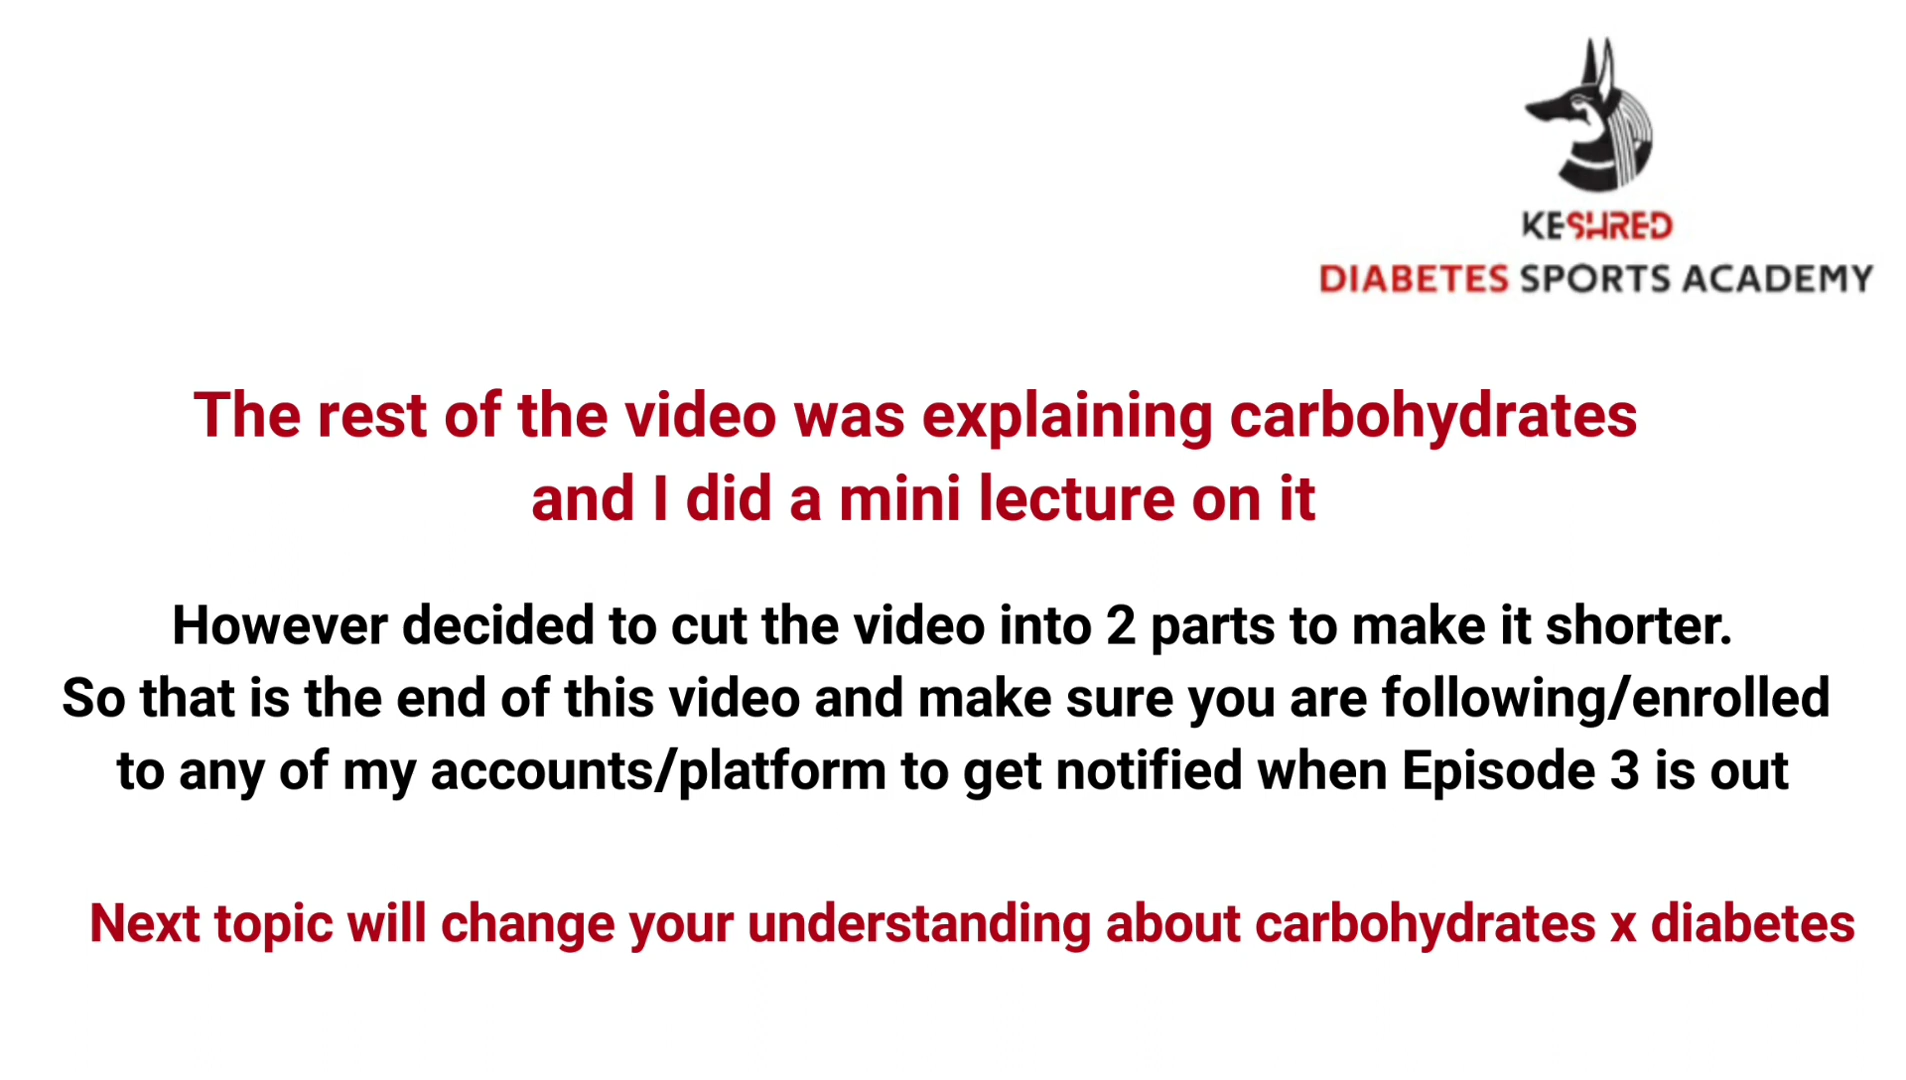 KESHRED
DIABETES SPORTS ACADEMY
The rest of the video was explaining carbohydrates
and I did a mini lecture on it
However decided to cut the video into 2 parts to make it shorter.
So that is the end of this video and make sure you are following/enrolled
to any of my accounts/platform to get notified when Episode 3 is out
Next topic will change your understanding about carbohydrates x diabetes